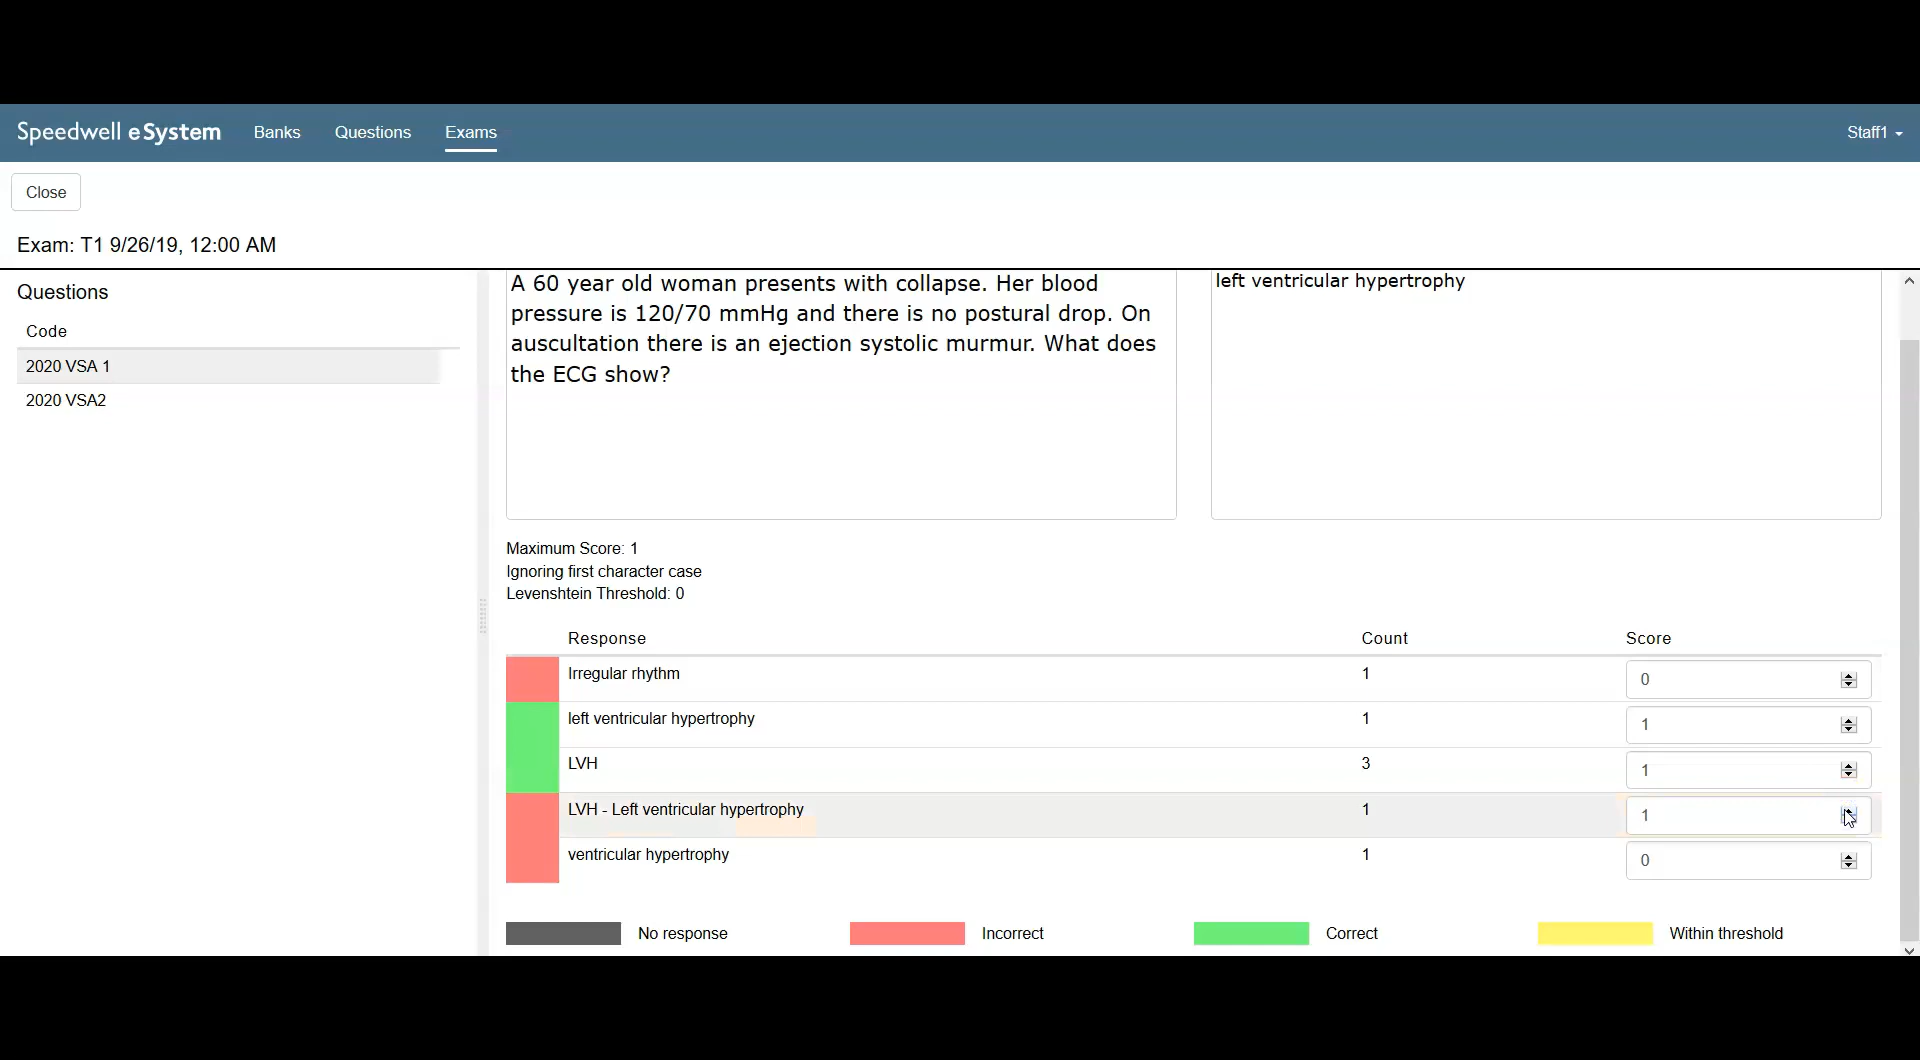 Speedwell eSystem Banks Questions Exams Staff1
Close
Exam: T1 9/26/19, 12:00 AM
Questions
Code
2020 VSA 1
2020 VSA2
A 60 year old woman presents with collapse. Her blood
pressure is 120/70 mmHg and there is no postural drop. On
auscultation there is an ejection systolic murmur. What does
the ECG show?
left ventricular hypertrophy
Maximum Score: 1
Ignoring first character case
Levenshtein Threshold: 0
Response Count Score
Irregular rhythm 1 0
left ventricular hypertrophy 1 1
LVH 3 1
LVH - Left ventricular hypertrophy 1 1
ventricular hypertrophy 1 0
No response Incorrect Correct Within threshold